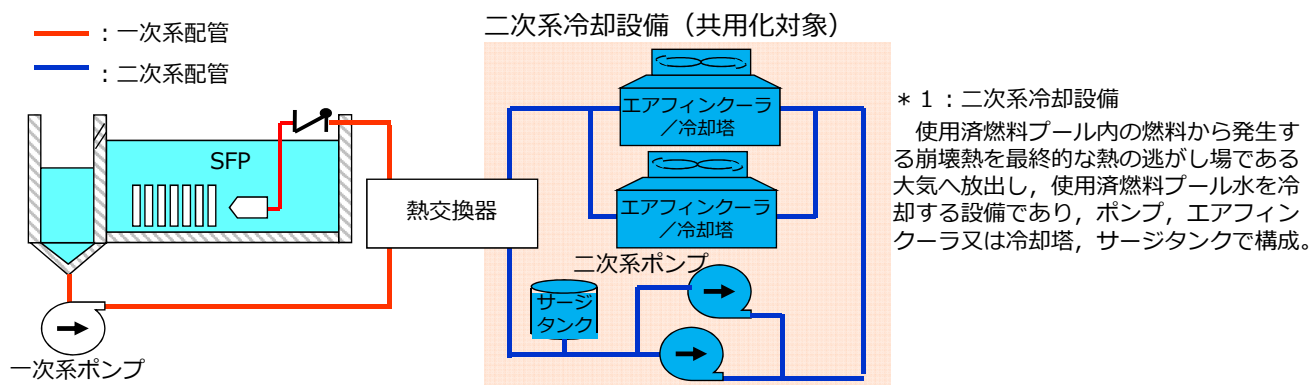 二次系冷却設備（共用化対象）
：一次系配管
：二次系配管
SFP
熱交換器
一次系ポンプ
エアフィンクーラ
／冷却塔
エアフィンクーラ
／冷却塔
二次系ポンプ
サージ
タンク
＊１：二次系冷却設備
　使用済燃料プール内の燃料から発生す
る崩壊熱を最終的な熱の逃がし場である
大気へ放出し，使用済燃料プール水を冷
却する設備であり，ポンプ，エアフィン
クーラ又は冷却塔，サージタンクで構成。